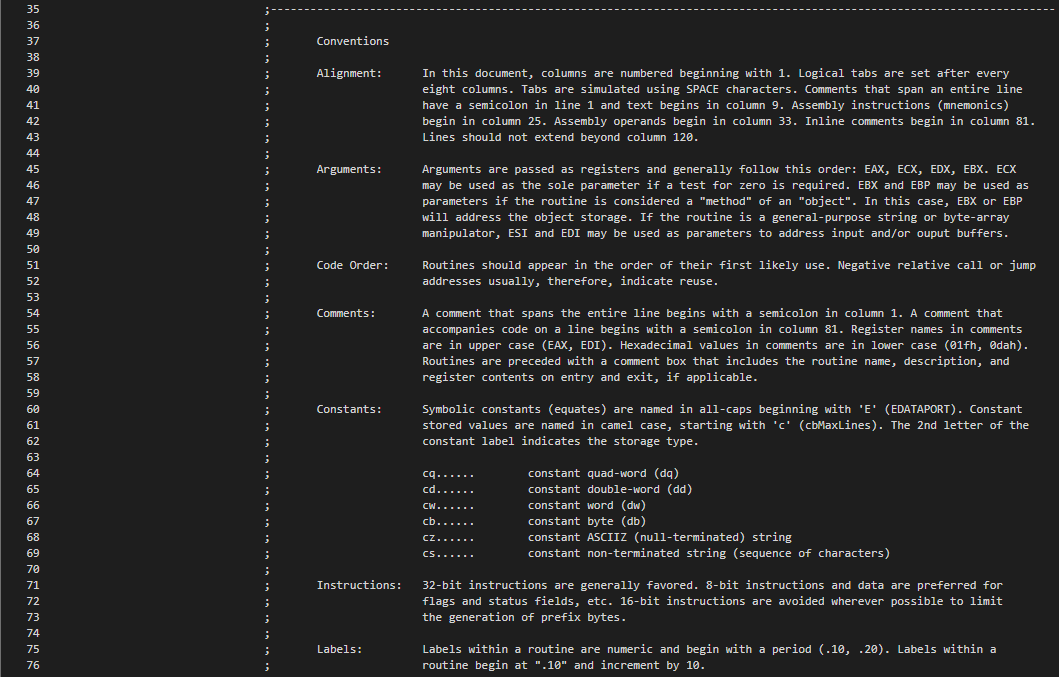 35 ;-------------------------------------------------------------------------------------------------------------
36 ;
37 ; Conventions
38 ;
39 ; Alignment: In this document, columns are numbered beginning with 1. Logical tabs are set after every
40 ; eight columns. Tabs are simulated using SPACE characters. Comments that span an entire line
41 ; have a semicolon in line 1 and text begins in column 9. Assembly instructions (mnemonics)
42 ; begin in column 25. Assembly operands begin in column 33. Inline comments begin in column 81.
43 ; Lines should not extend beyond column 120.
44 ;
45 ; Arguments: Arguments are passed as registers and generally follow this order: EAX, ECX, EDX, EBX. ECX
46 ; may be used as the sole parameter if a test for zero is required. EBX and EBP may be used as
47 ; parameters if the routine is considered a "method" of an "object". In this case, EBX or EBP
48 ; will address the object storage. If the routine is a general-purpose string or byte-array
49 ; manipulator, ESI and EDI may be used as parameters to address input and/or ouput buffers.
50 ;
51 ; Code Order: Routines should appear in the order of their first likely use. Negative relative call or jump
52 ; addresses usually, therefore, indicate reuse.
53 ;
54 ; Comments: A comment that spans the entire line begins with a semicolon in column 1. A comment that
55 ; accompanies code on a line begins with a semicolon in column 81. Register names in comments
56 ; are in upper case (EAX, EDI). Hexadecimal values in comments are in lower case (01fh, 0dah).
57 ; Routines are preceded with a comment box that includes the routine name, description, and
58 ; register contents on entry and exit, if applicable.
59 ;
60 ; Constants: Symbolic constants (equates) are named in all-caps beginning with 'E' (EDATAPORT). Constant
61 ; stored values are named in camel case, starting with 'c' (cbMaxLines). The 2nd letter of the
62 ; constant label indicates the storage type.
63 ;
64 ; cq...... constant quad-word (dq)
65 ; cd...... constant double-word (dd)
66 ; cw...... constant word (dw)
67 ; cb...... constant byte (db)
68 ; cz...... constant ASCIIZ (null-terminated) string
69 ; cs...... constant non-terminated string (sequence of characters)
70 ;
71 ; Instructions: 32-bit instructions are generally favored. 8-bit instructions and data are preferred for
72 ; flags and status fields, etc. 16-bit instructions are avoided wherever possible to limit
73 ; the generation of prefix bytes.
74 ;
75 ; Labels: Labels within a routine are numeric and begin with a period (.10, .20). Labels within a
76 ; routine begin at ".10" and increment by 10.